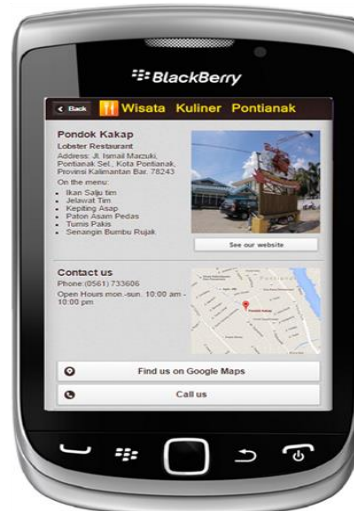 BlackBerry
Back
Wisata Kuliner Pontianak
Pondok Kakap
Lobster Restaurant
Address: Jl. Ismail Marzuki,
Pontianak Sel., Kota Pontianak,
Provinsi Kalimantan Bar. 78243
On the menu:
Ikan Salju tim
Jelawat Tim
Kepiting Asap
Paton Asam Pedas
Tumis Pakis
Senangin Bumbu Rujak
See our website
Contact us
Phone:(0561) 733606
Open Hours mon.-sun. 10:00 am -
10:00 pm
Pontianak
Pondok Kakap
Find us on Google Maps
Call us